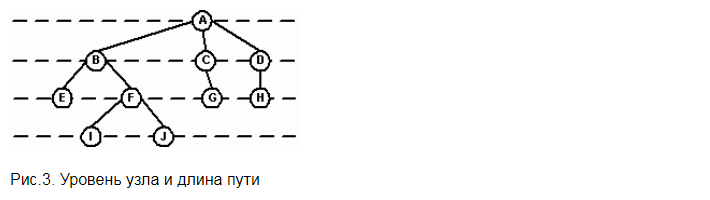 A
B C D
E F G H
I J
Рис.3. Уровень узла и длина пути